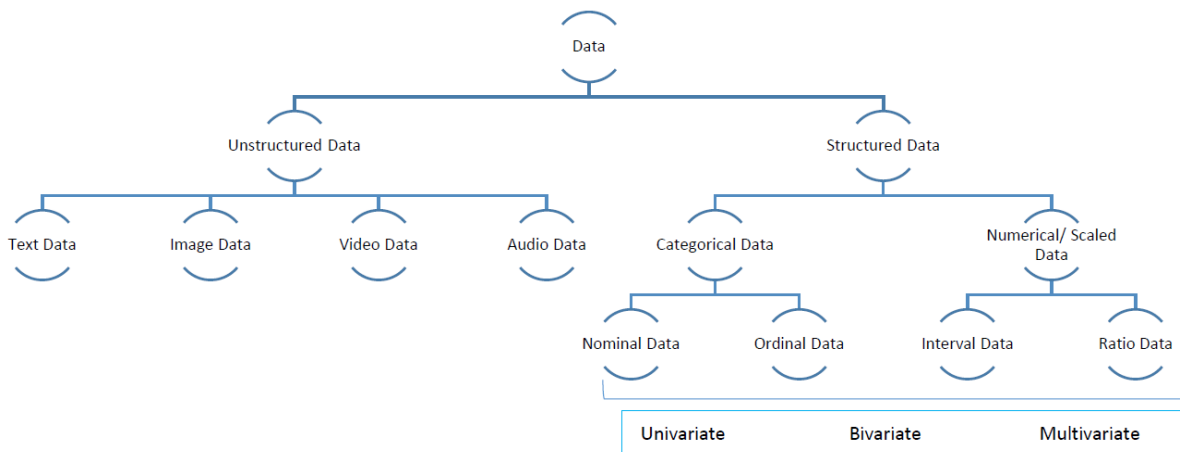 Data
Unstructured Data
Structured Data
Text Data
Image Data
Video Data
Audio Data
Categorical Data
Numerical/ Scaled
Data
Nominal Data
Ordinal Data
Interval Data
Ratio Data
Univariate
Bivariate
Multivariate